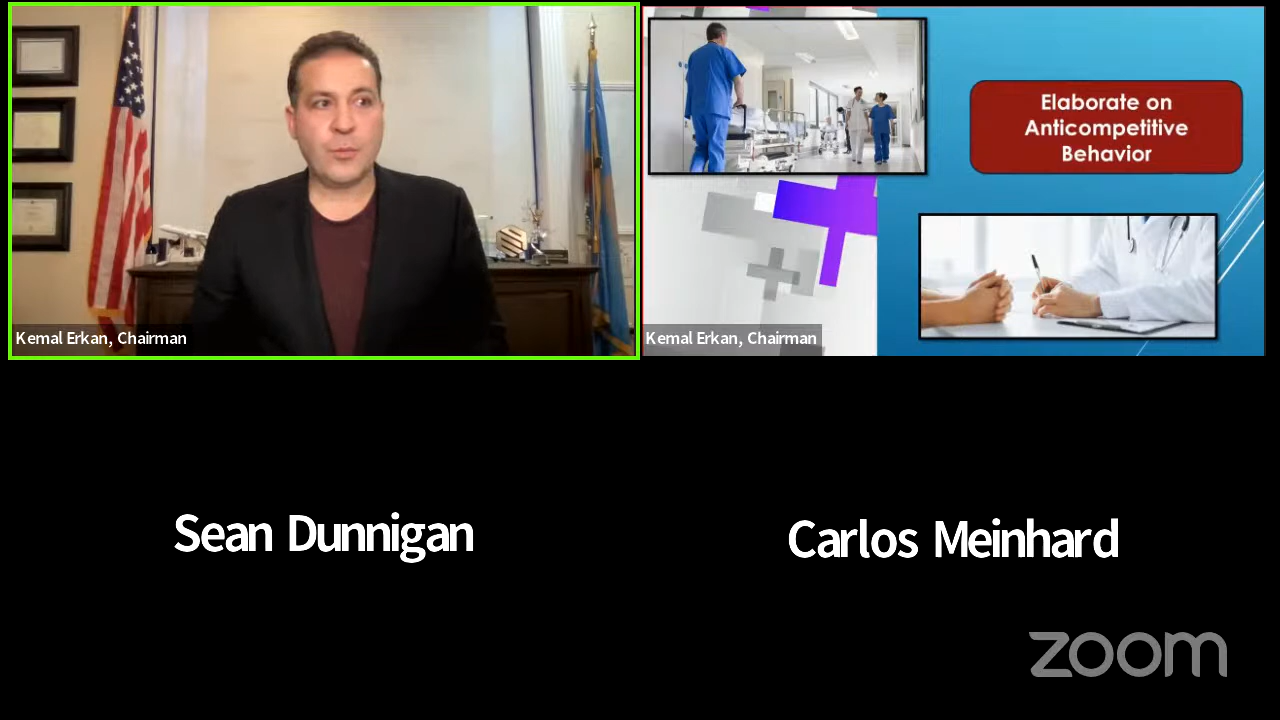 Elaborate on
Anticompetitive
Behavior
Kemal Erkan, Chairman
Kemal Erkan, Chairman
Sean Dunnigan
Carlos Meinhard
zoom